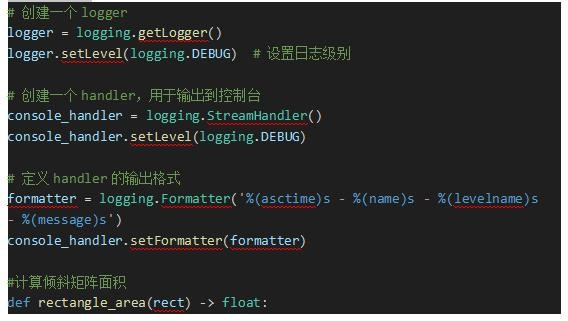 # 创建一个 logger
logger = logging.getLogger()
logger.setLevel(logging.DEBUG)  # 设置日志级别
# 创建一个 handler，用于输出到控制台
console_handler = logging.StreamHandler()
console_handler.setLevel(logging.DEBUG)
# 定义 handler 的输出格式
formatter = logging.Formatter('%(asctime)s - %(name)s - %(levelname)s
- %(message)s')
console_handler.setFormatter(formatter)
#计算倾斜矩阵面积
def rectangle_area(rect) -> float: